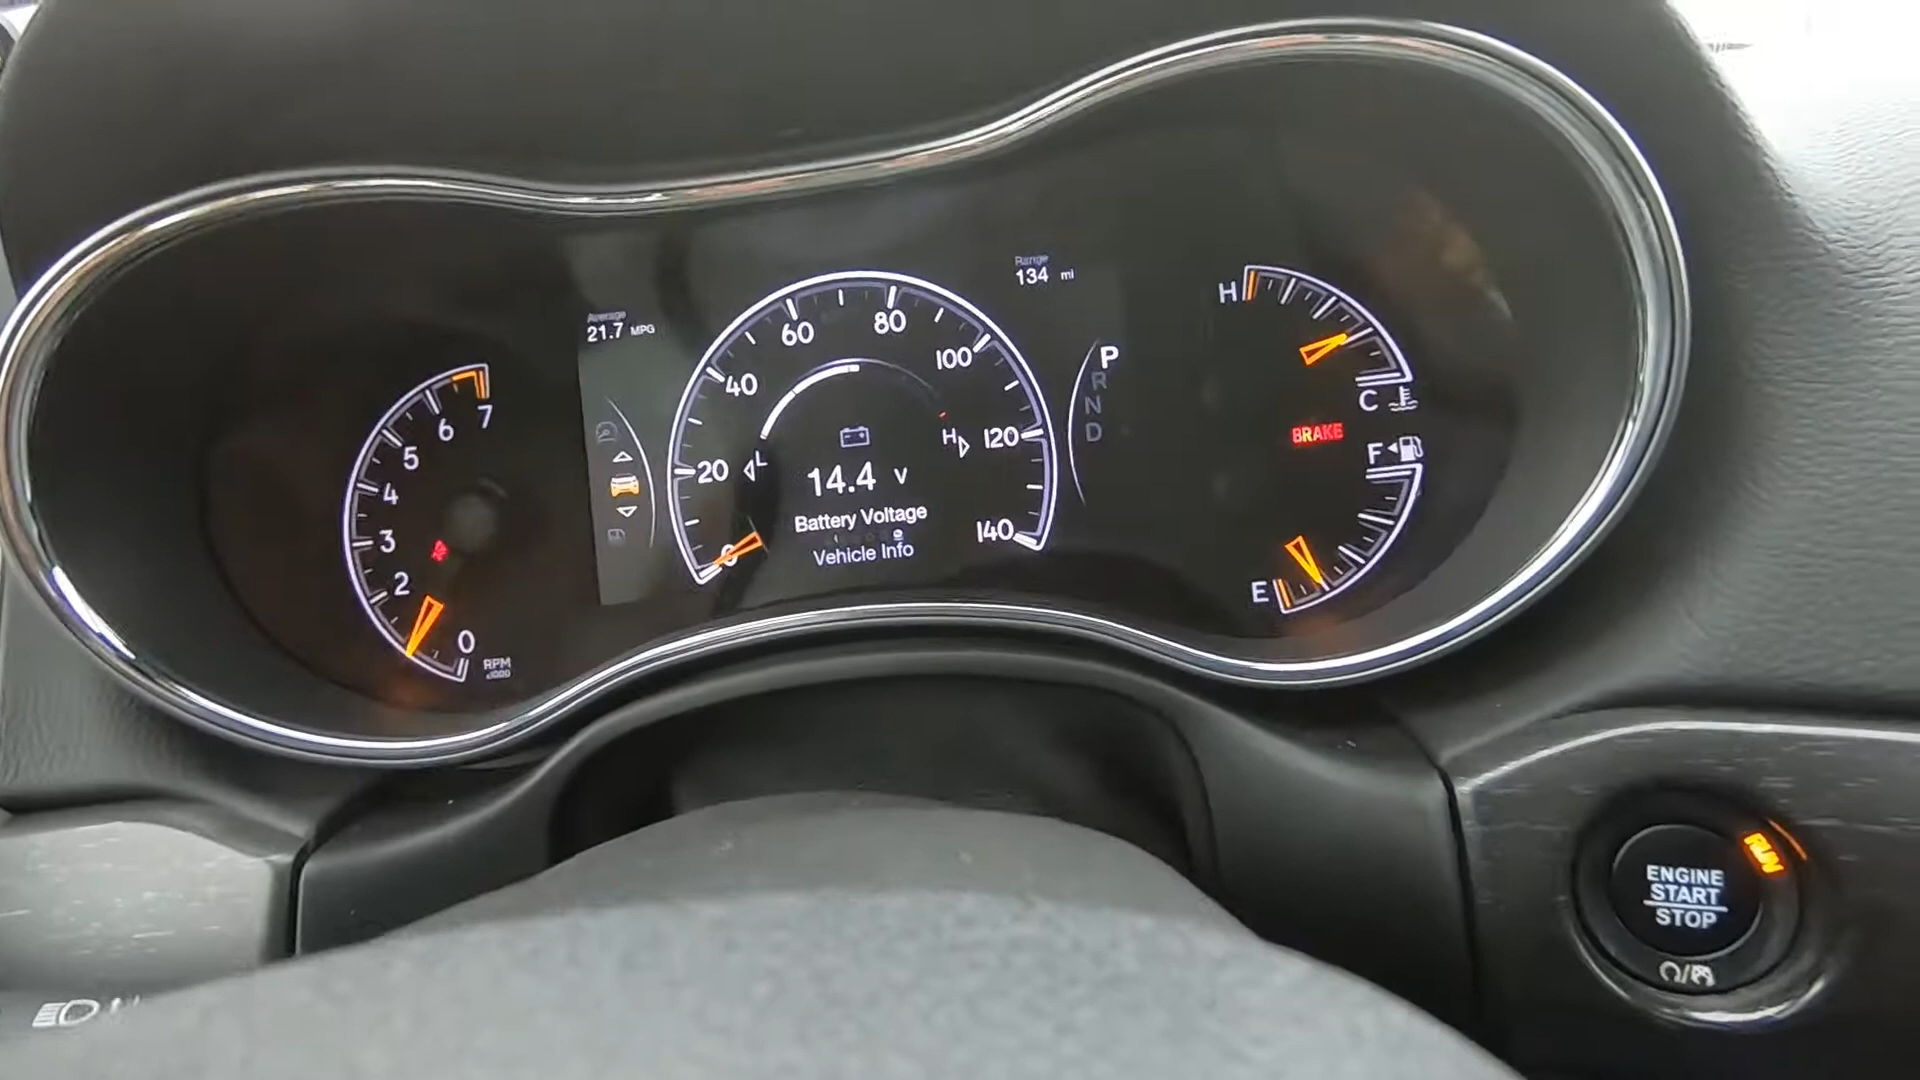 Average
21.7 MPG
Range
134 mi
7
6
5
4
3
2
0
RPM
x1000
0
20
40
60
80
100
120
140
L
H
14.4 v
Battery Voltage
Vehicle Info
P
R
N
D
H
C
BRAKE
F
E
RUN
ENGINE
START
STOP